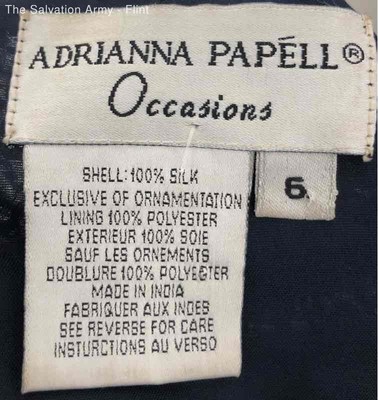 The Salvation Army - Flint
ADRIANNA PAPÉLL®
Occasions
6
SHELL: 100% SILK
EXCLUSIVE OF ORNAMENTATION
LINING 100% POLYESTER
EXTERIEUR 100% SOIE
SAUF LES ORNEMENTS
DOUBLURE 100% POLYESTER
MADE IN INDIA
FABRIQUER AUX INDES
SEE REVERSE FOR CARE
INSTURCTIONS AU VERSO